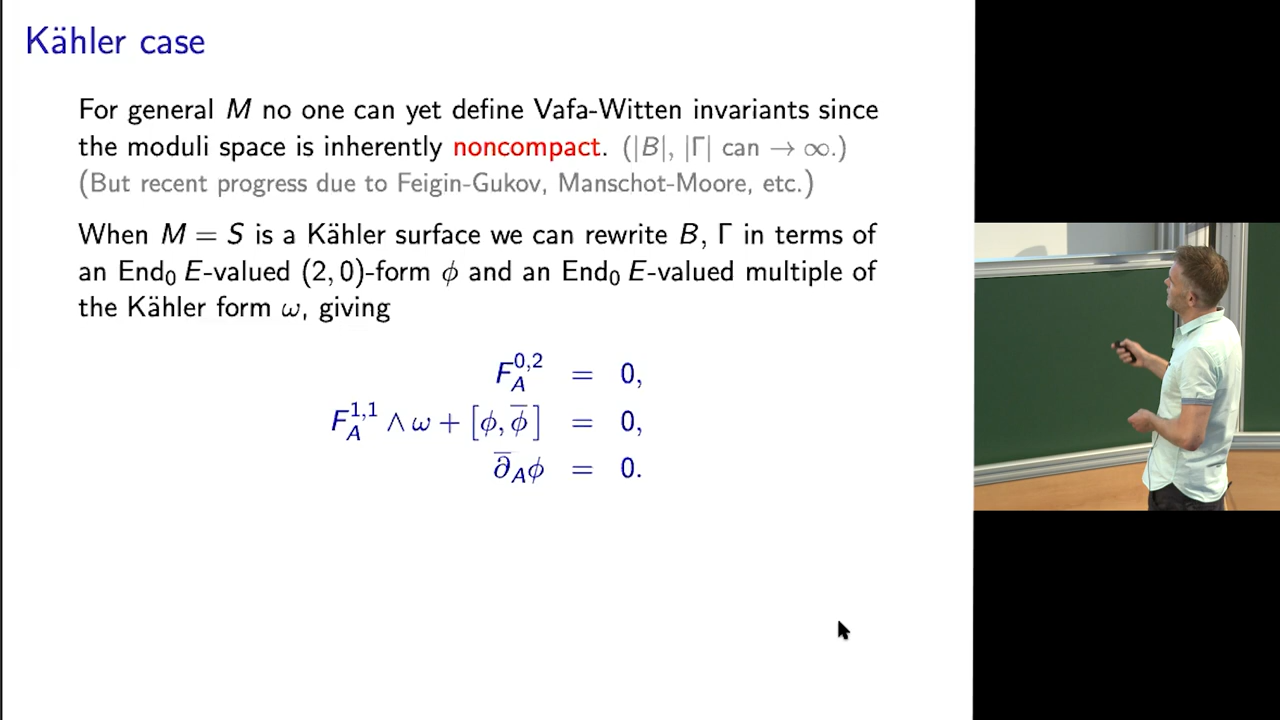 Kähler case
For general M no one can yet define Vafa-Witten invariants since
the moduli space is inherently noncompact. (|B|, |Γ| can → ∞.)
(But recent progress due to Feigin-Gukov, Manschot-Moore, etc.)
When M = S is a Kähler surface we can rewrite B, Γ in terms of
an End₀ E-valued (2, 0)-form ϕ and an End₀ E-valued multiple of
the Kähler form ω, giving
F_A^{0,2} = 0,
F_A^{1,1} ∧ ω + [ϕ, ϕ̅] = 0,
∂̅_A ϕ = 0.